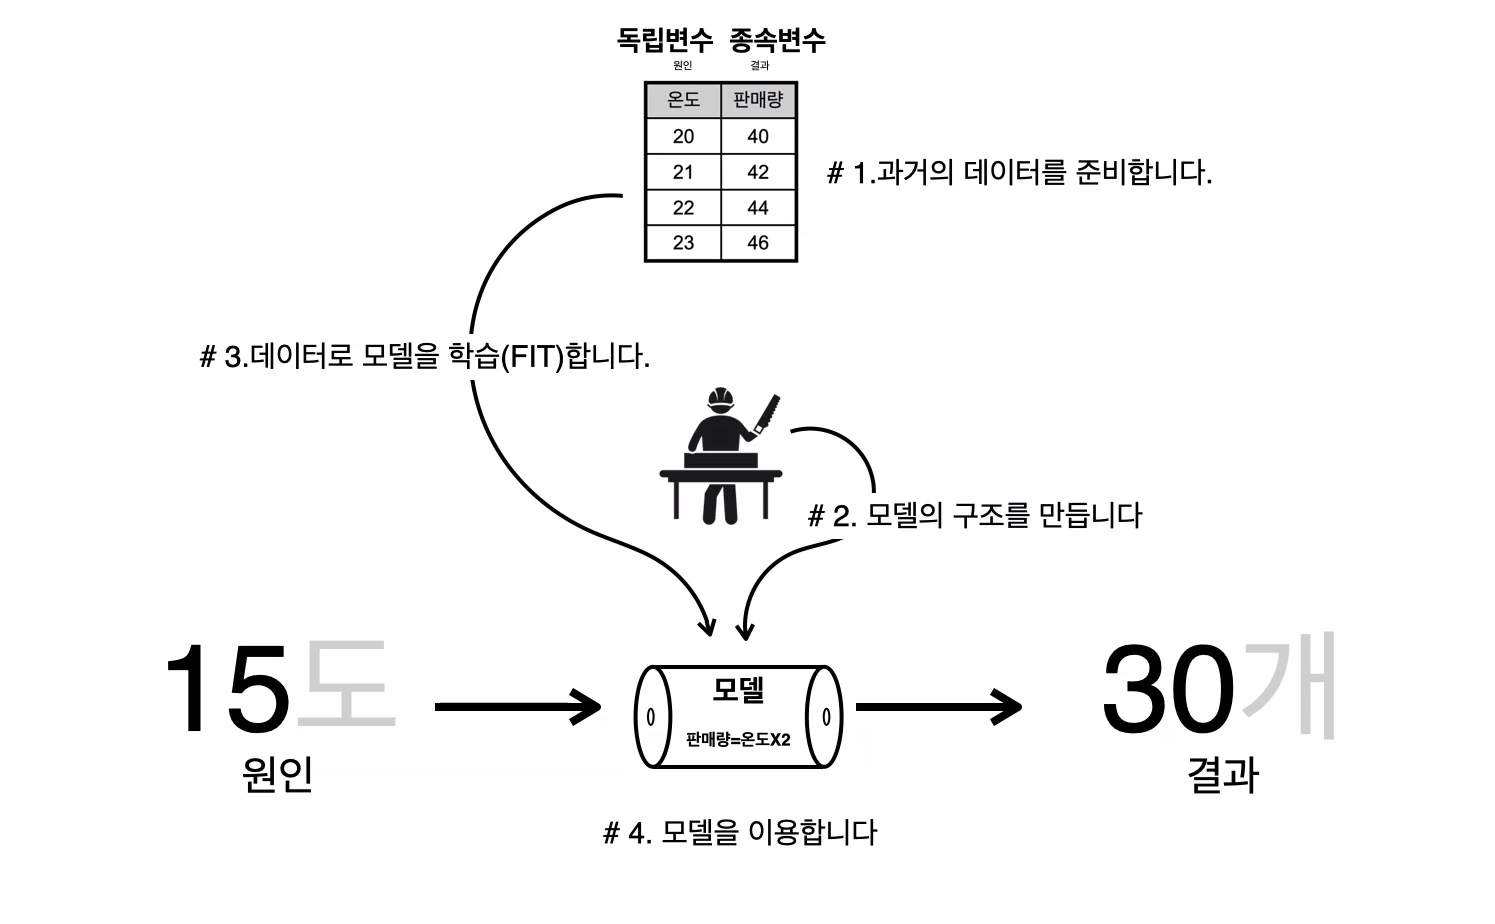 독립변수 종속변수
원인 결과
온도 판매량
20 40
21 42
22 44
23 46
# 1.과거의 데이터를 준비합니다.
# 3.데이터로 모델을 학습(FIT)합니다.
# 2. 모델의 구조를 만듭니다
15도
원인
모델
판매량=온도X2
30개
결과
# 4. 모델을 이용합니다